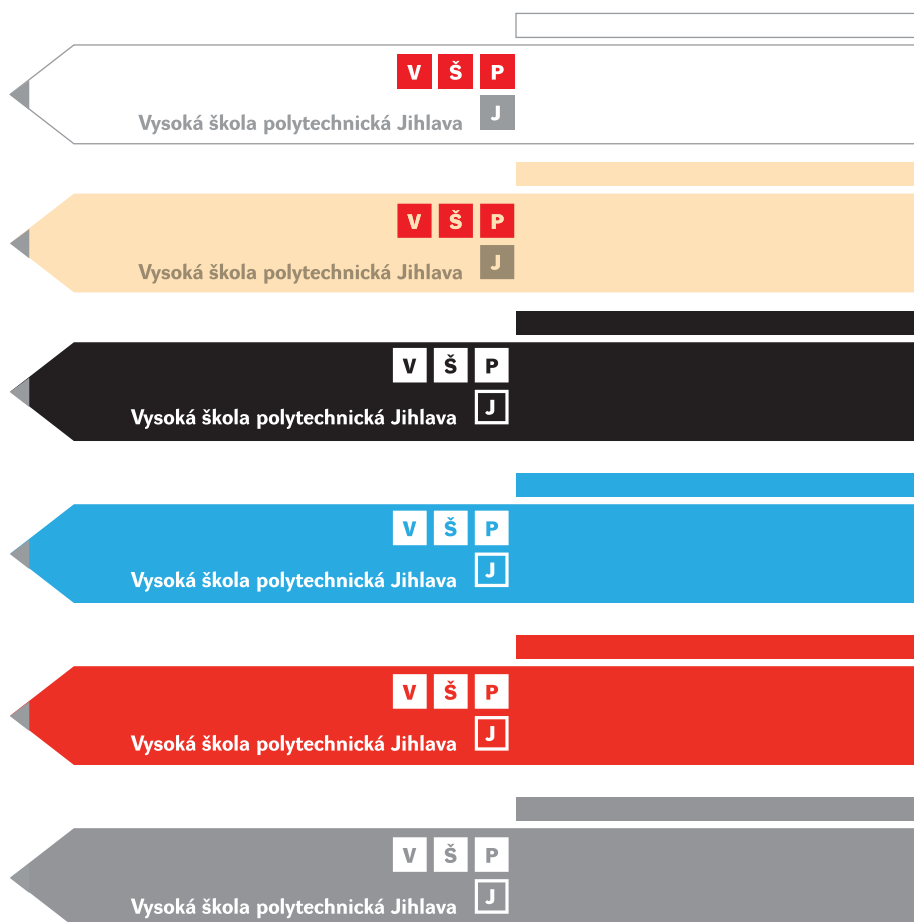 V Š P
J
Vysoká škola polytechnická Jihlava
V Š P
J
Vysoká škola polytechnická Jihlava
V Š P
J
Vysoká škola polytechnická Jihlava
V Š P
J
Vysoká škola polytechnická Jihlava
V Š P
J
Vysoká škola polytechnická Jihlava
V Š P
J
Vysoká škola polytechnická Jihlava